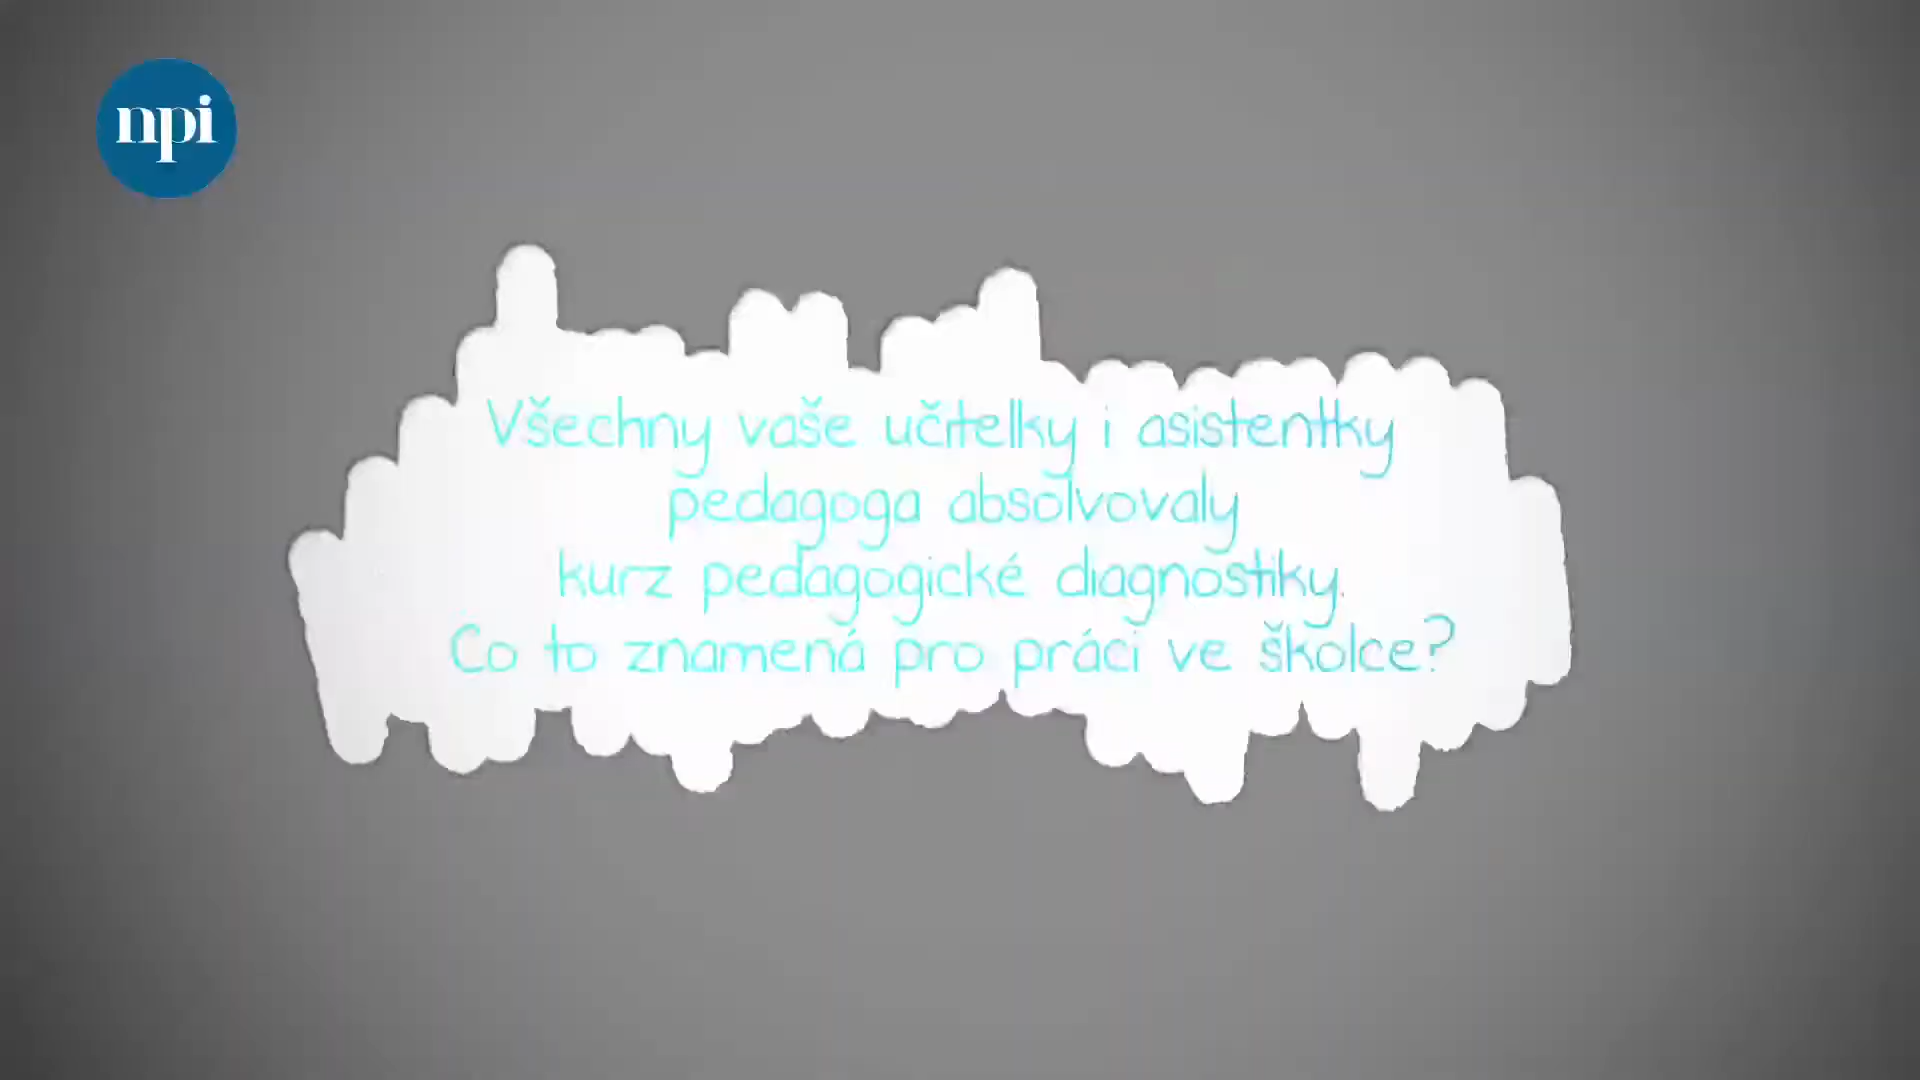 npi
Všechny vaše učitelky i asistentky
pedagoga absolvovaly
kurz pedagogické diagnostiky.
Co to znamená pro práci ve školce?